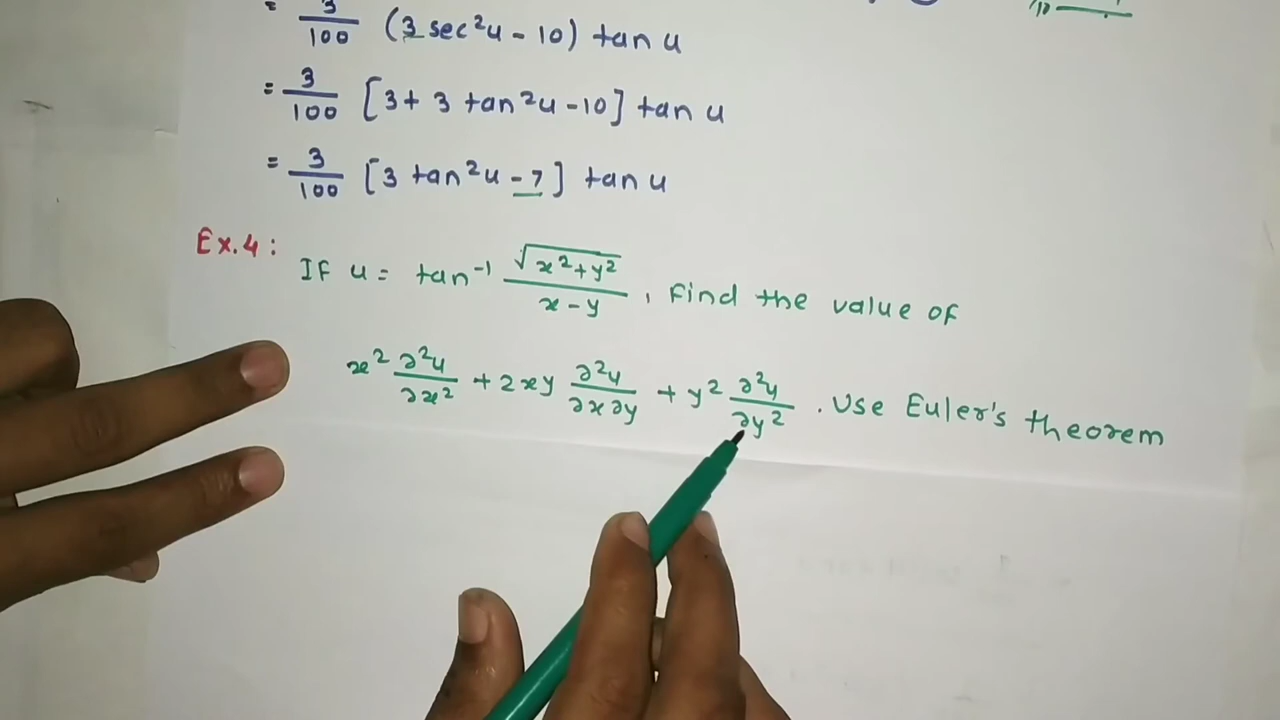 = 3/100 (3 sec²u - 10) tan u
= 3/100 [3 + 3 tan²u - 10] tan u
= 3/100 [3 tan²u - 7] tan u
Ex.4:
If u = tan⁻¹ √(x²+y²)/(x-y), Find the value of
x² ∂²u/∂x² + 2xy ∂²u/∂x∂y + y² ∂²u/∂y². Use Euler's theorem